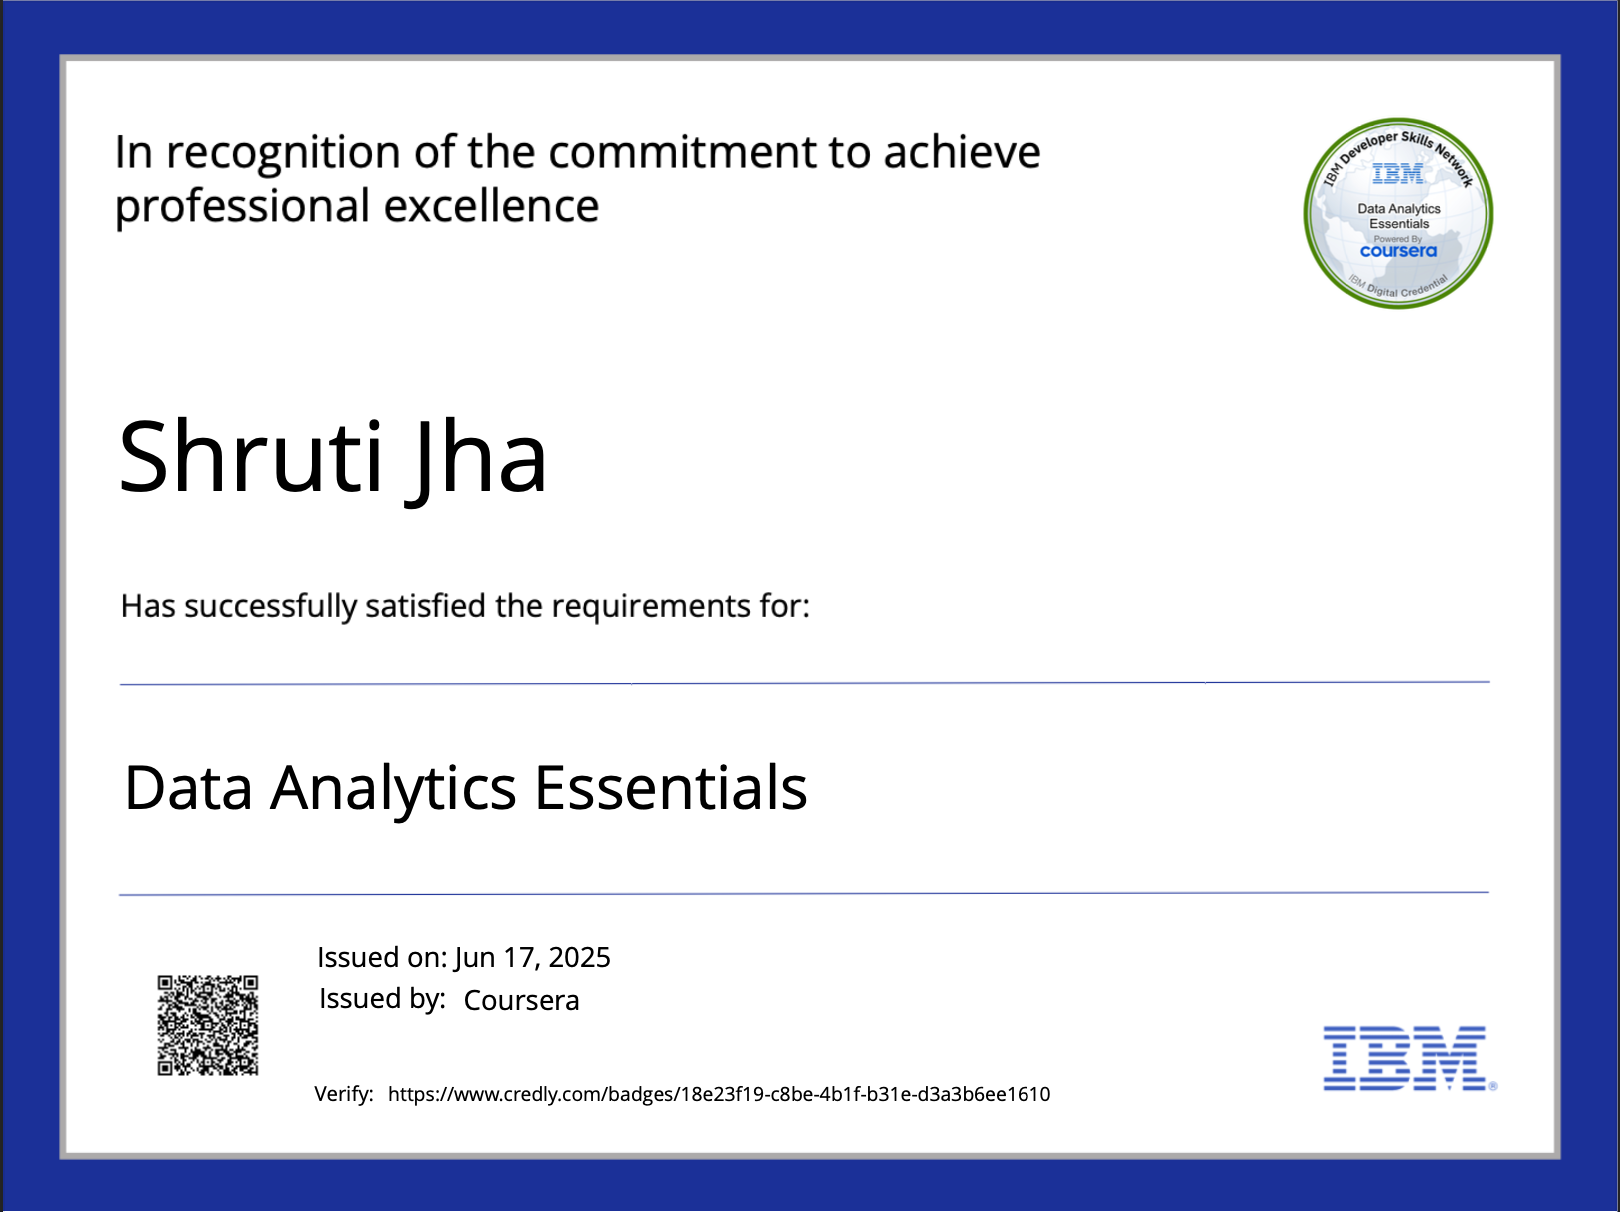 In recognition of the commitment to achieve
professional excellence
IBM Developer Skills Network
IBM
Data Analytics
Essentials
Powered By
coursera
IBM Digital Credential
Shruti Jha
Has successfully satisfied the requirements for:
Data Analytics Essentials
Issued on: Jun 17, 2025
Issued by: Coursera
Verify: https://www.credly.com/badges/18e23f19-c8be-4b1f-b31e-d3a3b6ee1610
IBM®